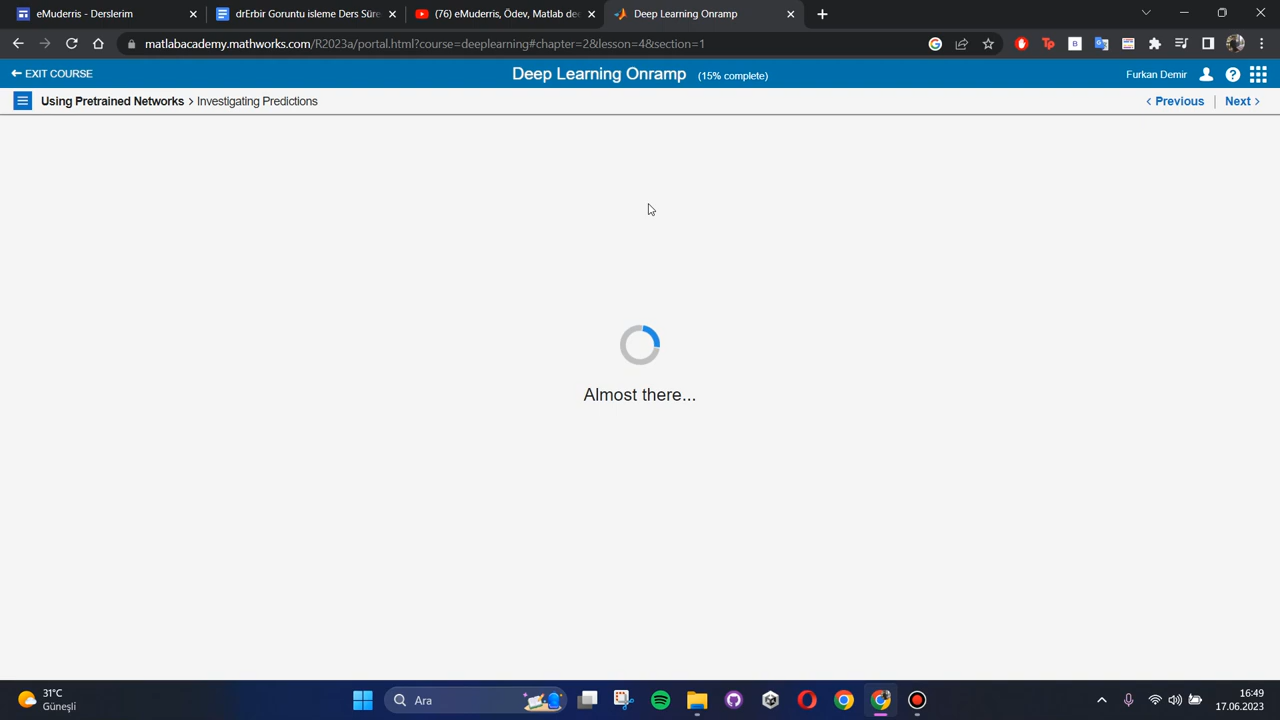 eMuderris - Derslerim
drErbir Goruntu isleme Ders Süre
(76) eMuderris, Ödev, Matlab de
Deep Learning Onramp
matlabacademy.mathworks.com/R2023a/portal.html?course=deeplearning#chapter=2&lesson=4&section=1
EXIT COURSE
Deep Learning Onramp (15% complete)
Furkan Demir
Using Pretrained Networks > Investigating Predictions
< Previous | Next >
Almost there...
31°C
Güneşli
Ara
16:49
17.06.2023